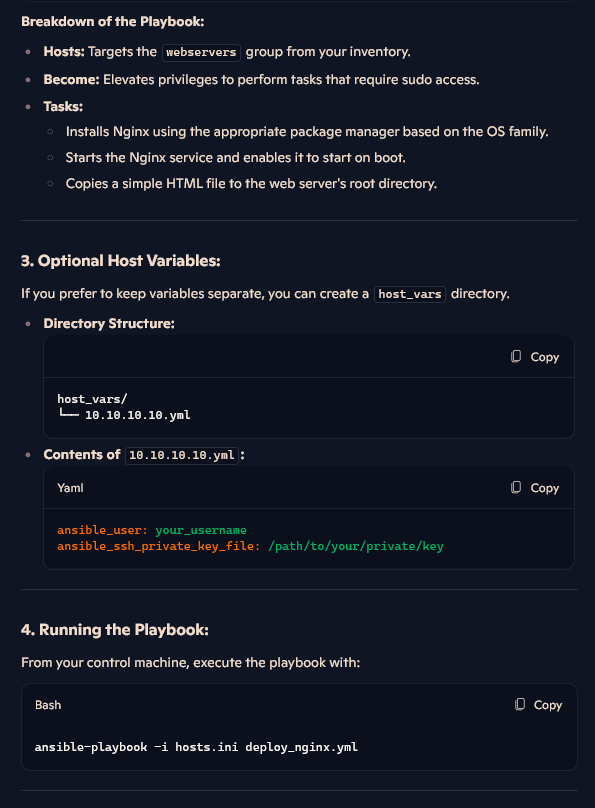 Breakdown of the Playbook:
• Hosts: Targets the webservers group from your inventory.
• Become: Elevates privileges to perform tasks that require sudo access.
• Tasks:
○ Installs Nginx using the appropriate package manager based on the OS family.
○ Starts the Nginx service and enables it to start on boot.
○ Copies a simple HTML file to the web server's root directory.
3. Optional Host Variables:
If you prefer to keep variables separate, you can create a host_vars directory.
• Directory Structure:
Copy
host_vars/
└── 10.10.10.10.yml
• Contents of 10.10.10.10.yml:
Yaml Copy
ansible_user: your_username
ansible_ssh_private_key_file: /path/to/your/private/key
4. Running the Playbook:
From your control machine, execute the playbook with:
Bash Copy
ansible-playbook -i hosts.ini deploy_nginx.yml